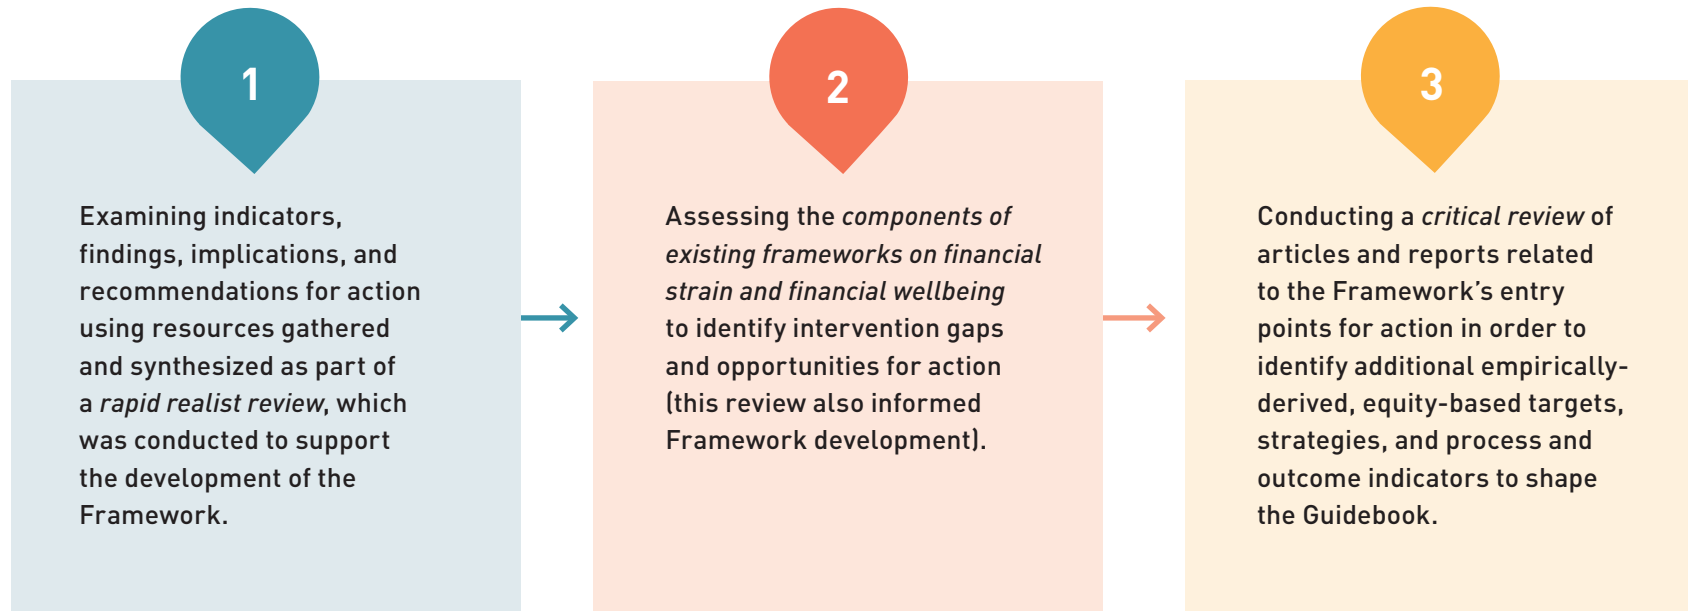 1
Examining indicators,
findings, implications, and
recommendations for action
using resources gathered
and synthesized as part of
a rapid realist review, which
was conducted to support
the development of the
Framework.
2
Assessing the components of
existing frameworks on financial
strain and financial wellbeing
to identify intervention gaps
and opportunities for action
(this review also informed
Framework development).
3
Conducting a critical review of
articles and reports related
to the Framework’s entry
points for action in order to
identify additional empirically-
derived, equity-based targets,
strategies, and process and
outcome indicators to shape
the Guidebook.